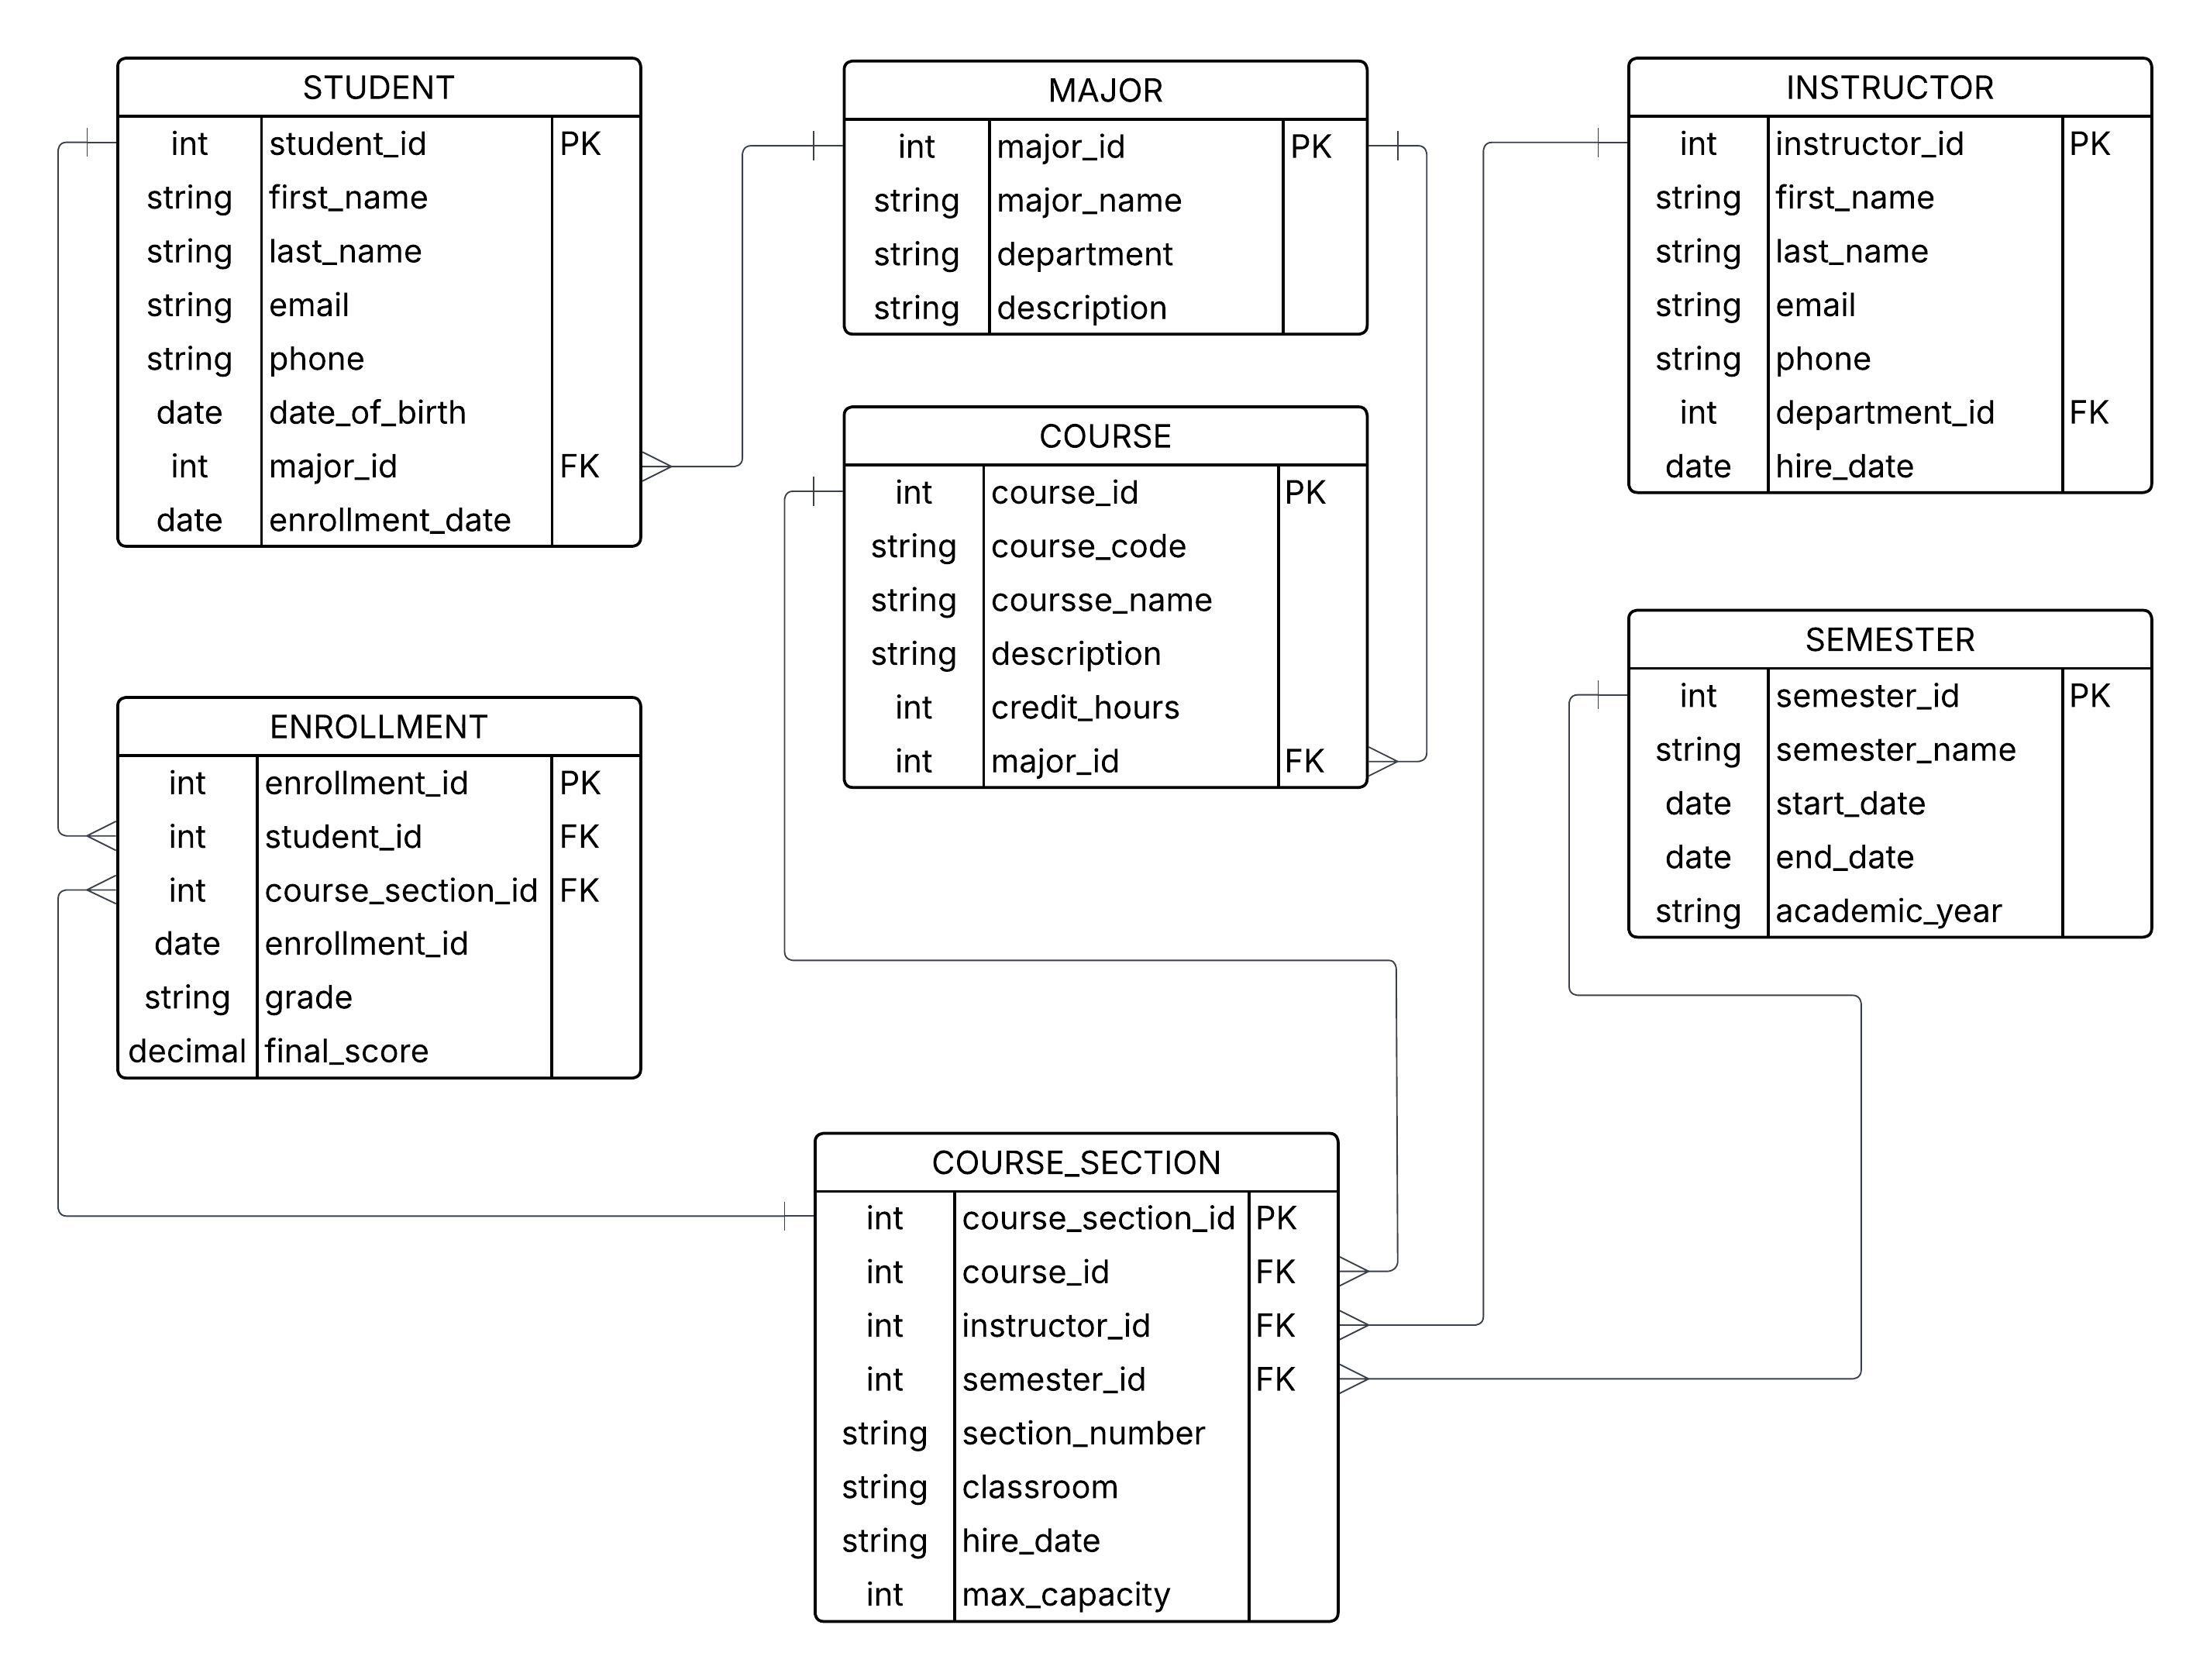 STUDENT
int student_id PK
string first_name
string last_name
string email
string phone
date date_of_birth
int major_id FK
date enrollment_date
MAJOR
int major_id PK
string major_name
string department
string description
INSTRUCTOR
int instructor_id PK
string first_name
string last_name
string email
string phone
int department_id FK
date hire_date
COURSE
int course_id PK
string course_code
string coursse_name
string description
int credit_hours
int major_id FK
SEMESTER
int semester_id PK
string semester_name
date start_date
date end_date
string academic_year
ENROLLMENT
int enrollment_id PK
int student_id FK
int course_section_id FK
date enrollment_id
string grade
decimal final_score
COURSE_SECTION
int course_section_id PK
int course_id FK
int instructor_id FK
int semester_id FK
string section_number
string classroom
string hire_date
int max_capacity